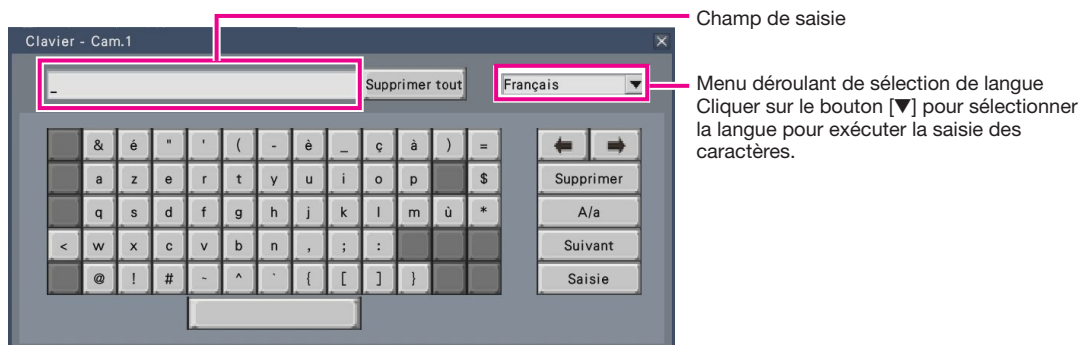 Champ de saisie
Clavier - Cam.1
_
Supprimer tout
Français ▼
Menu déroulant de sélection de langue
Cliquer sur le bouton [▼] pour sélectionner
la langue pour exécuter la saisie des
caractères.
& é " ' ( - è _ ç à ) =
a z e r t y u i o p $
Supprimer
q s d f g h j k l m ù *
A/a
< w x c v b n , ; :
Suivant
@ ! # ~ ^ ` { [ ] }
Saisie